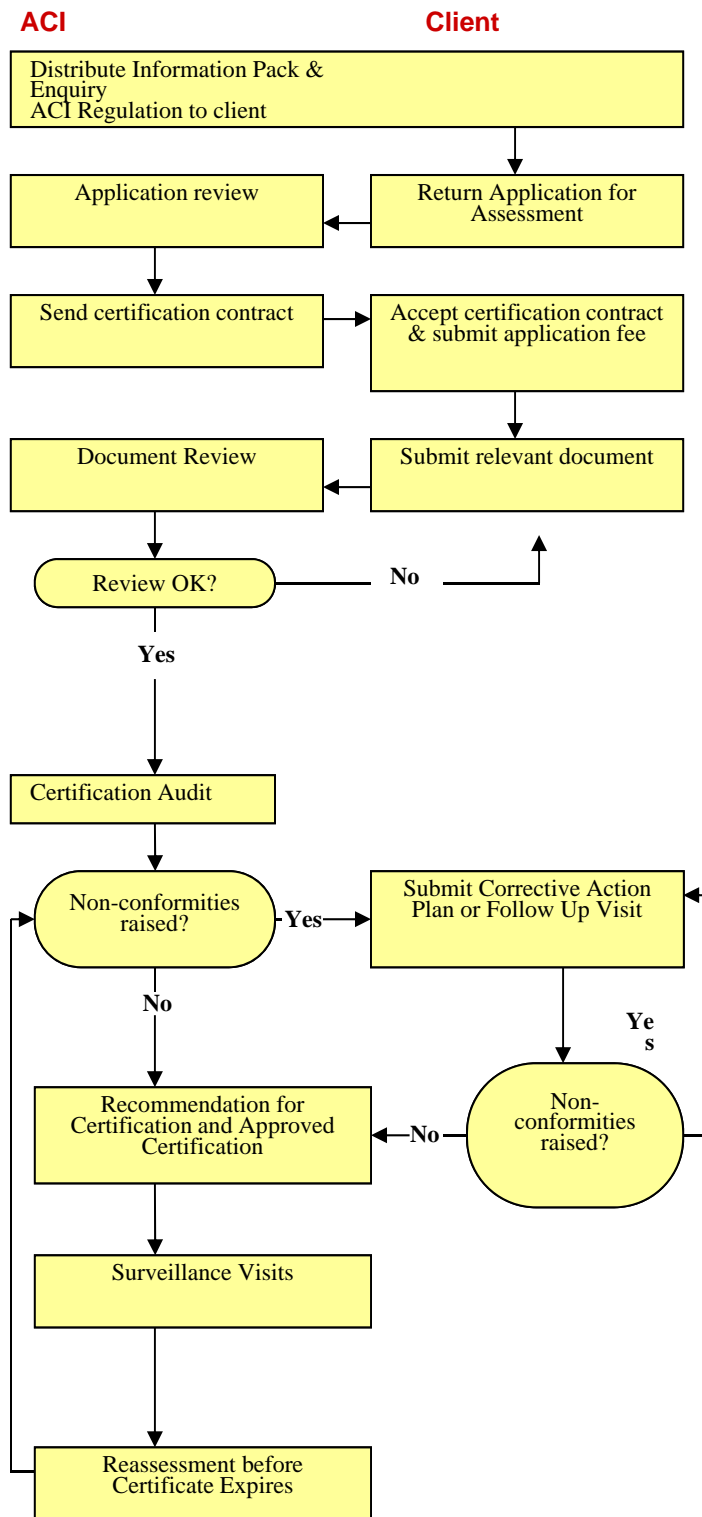 ACI
Client
Distribute Information Pack &
Enquiry
ACI Regulation to client
Application review
Return Application for
Assessment
Send certification contract
Accept certification contract
& submit application fee
Document Review
Submit relevant document
Review OK?
No
Yes
Certification Audit
Non-conformities
raised?
Yes
Submit Corrective Action
Plan or Follow Up Visit
No
Ye
s
Recommendation for
Certification and Approved
Certification
No
Non-
conformities
raised?
Surveillance Visits
Reassessment before
Certificate Expires